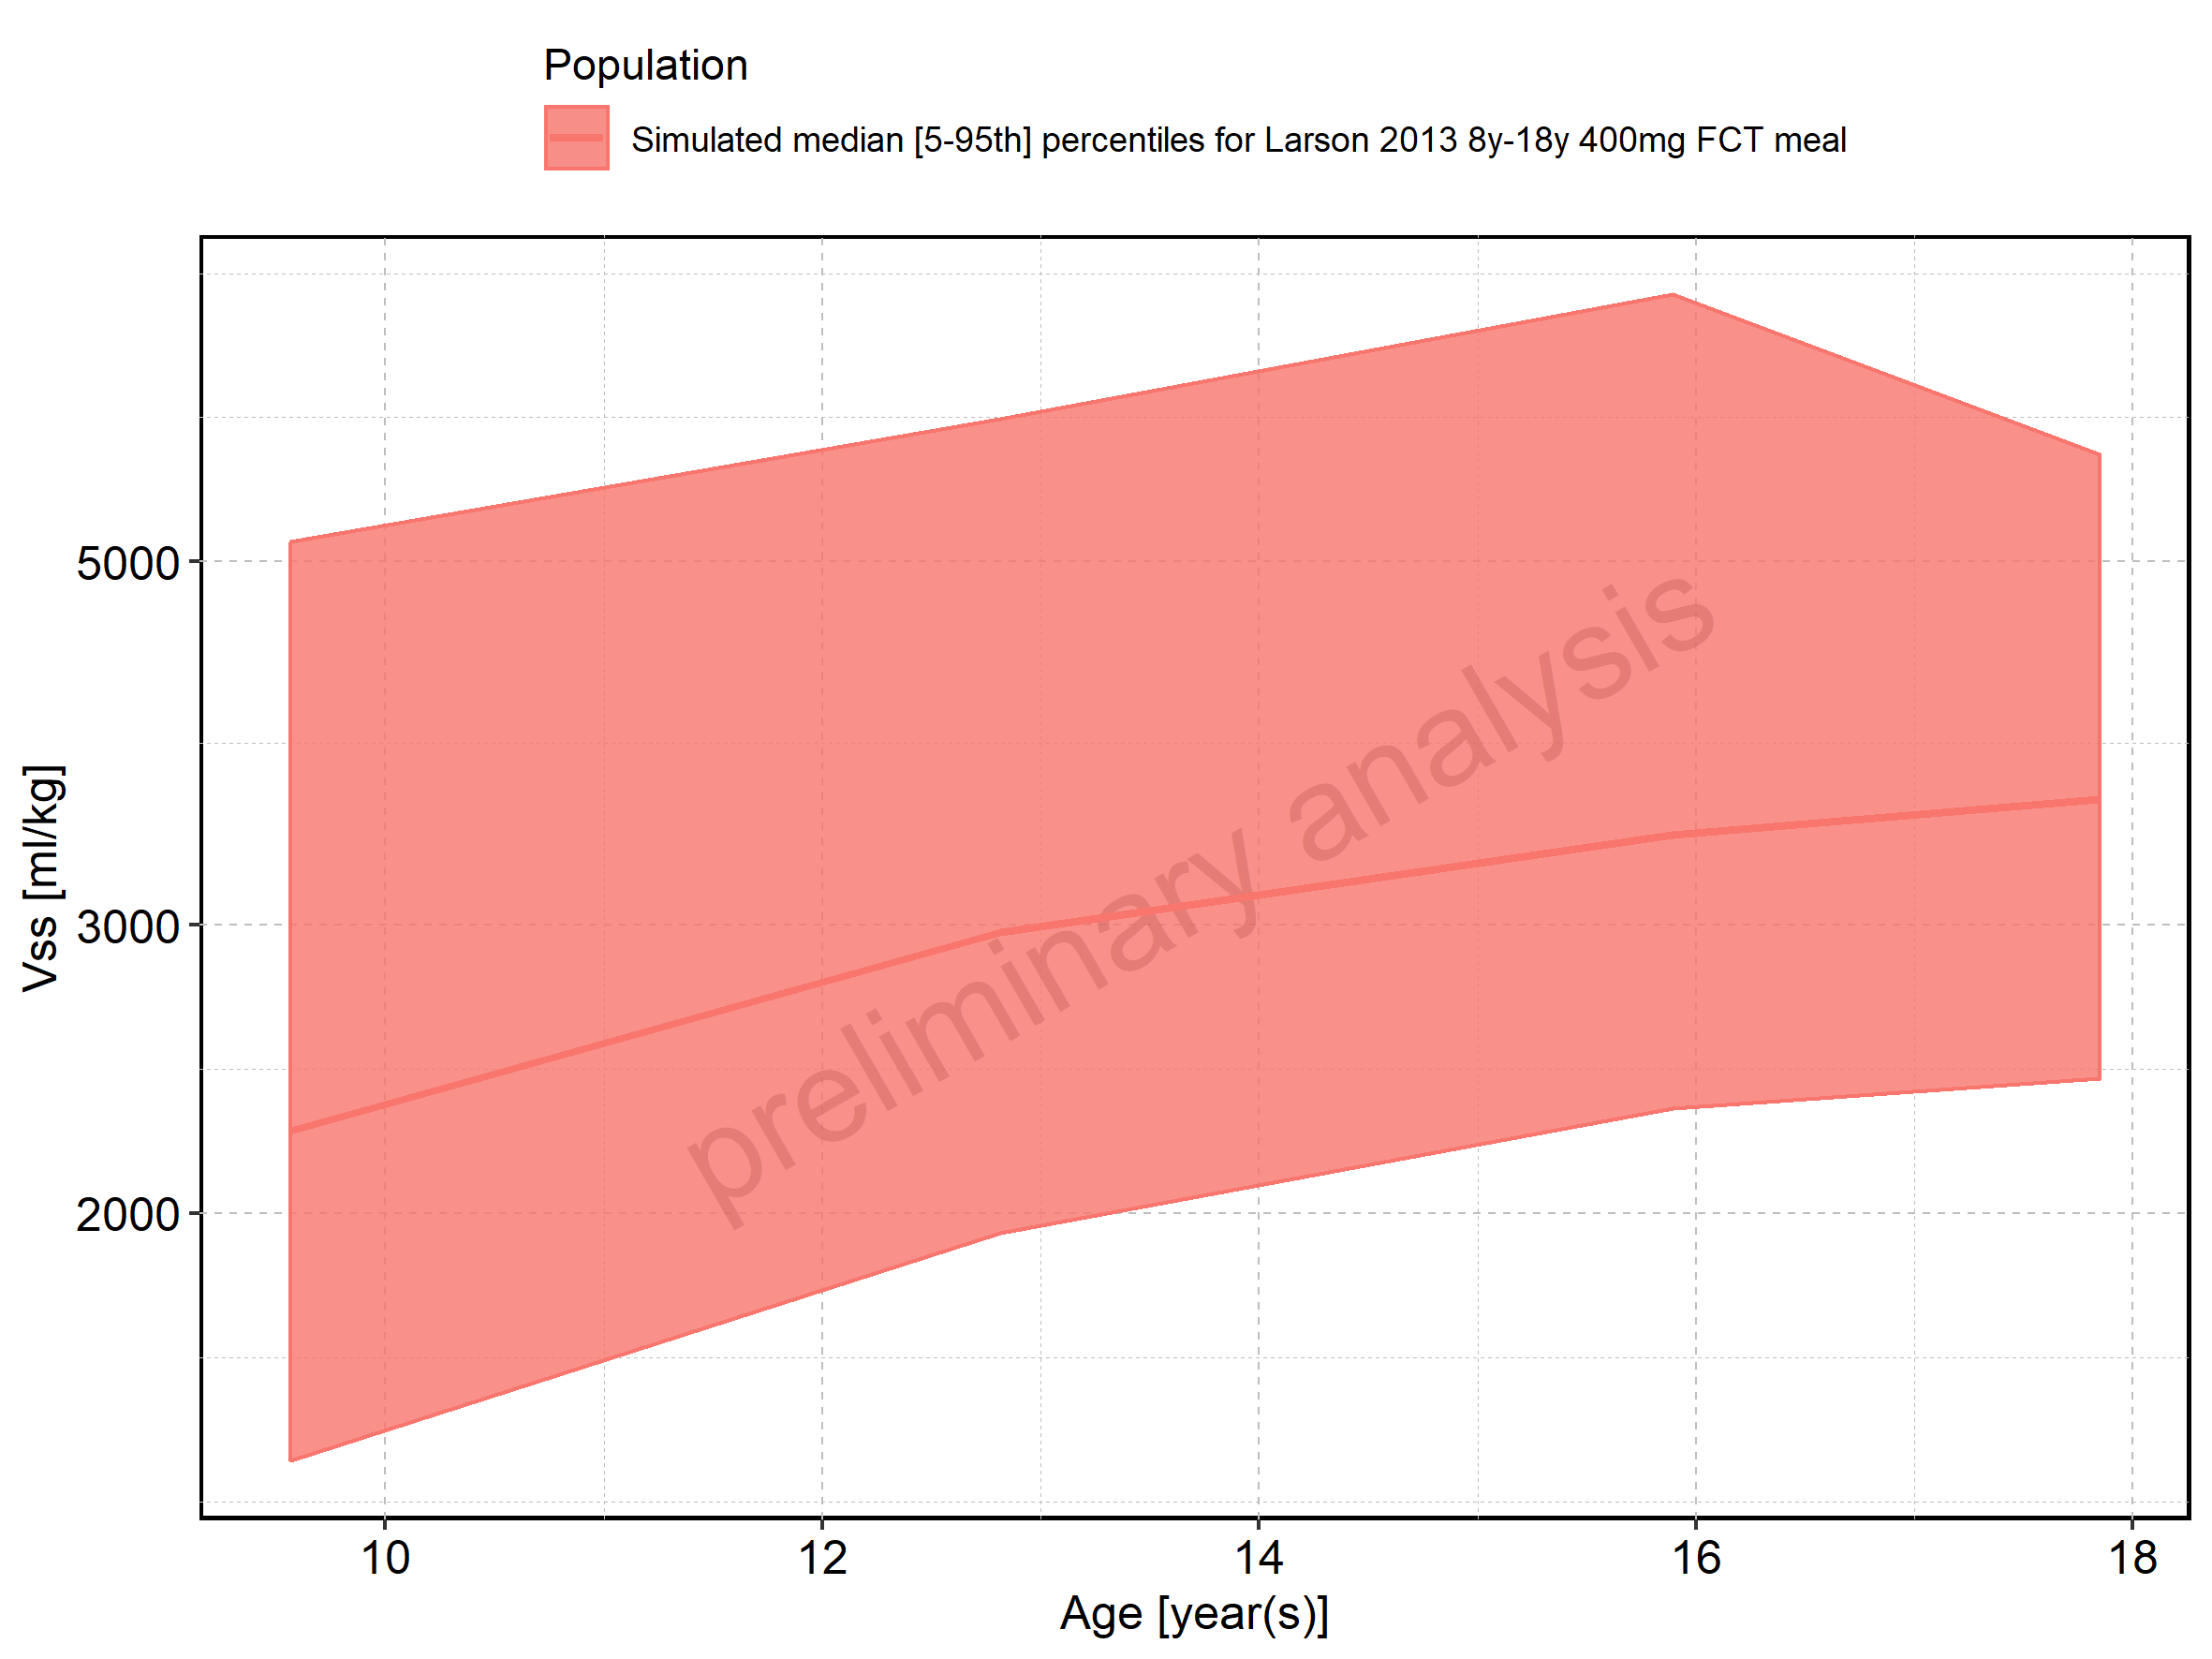 Population
Simulated median [5-95th] percentiles for Larson 2013 8y-18y 400mg FCT meal
5000
3000
2000
Vss [ml/kg]
preliminary analysis
10 12 14 16 18
Age [year(s)]